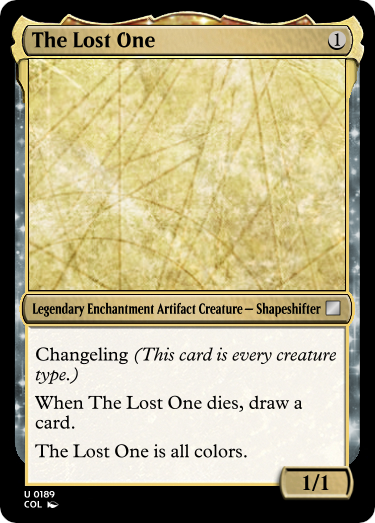 The Lost One 1
Legendary Enchantment Artifact Creature — Shapeshifter
Changeling (This card is every creature
type.)
When The Lost One dies, draw a
card.
The Lost One is all colors.
1/1
U 0189
COL